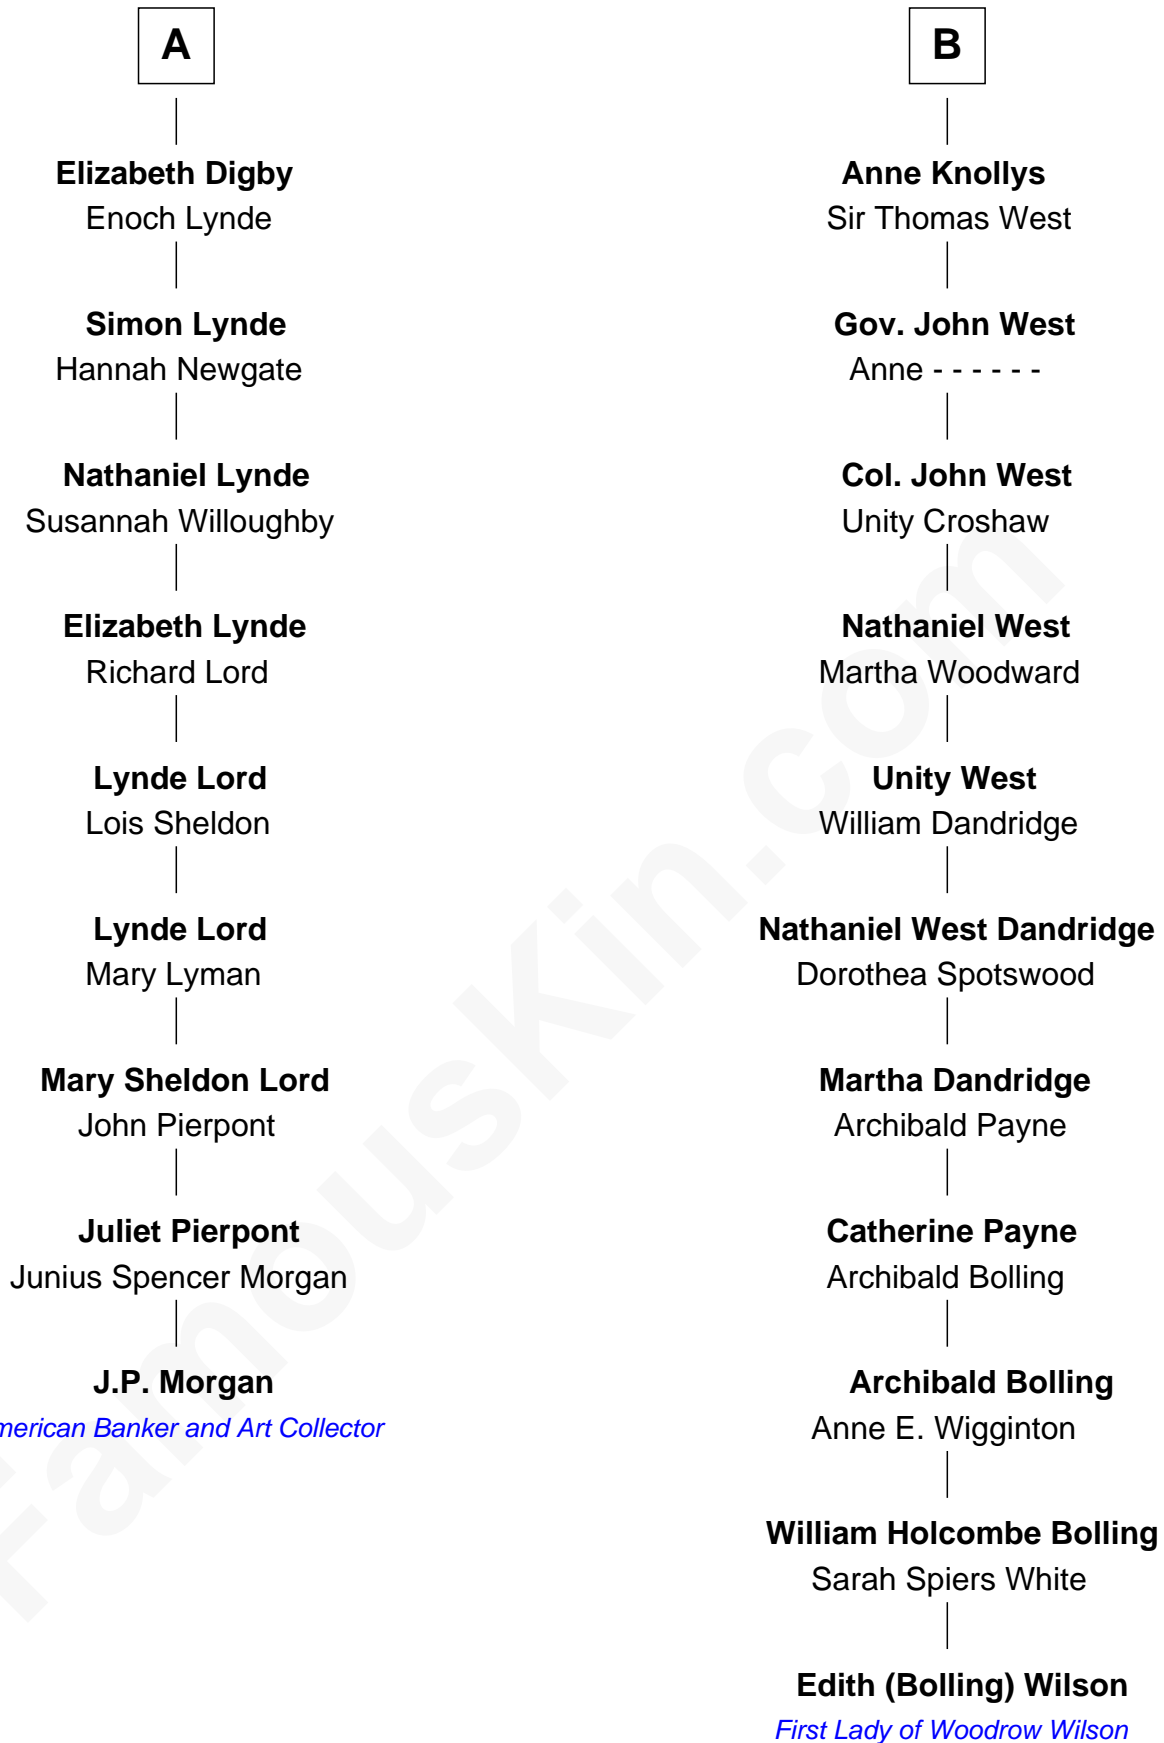 A
Elizabeth Digby
Enoch Lynde
Simon Lynde
Hannah Newgate
Nathaniel Lynde
Susannah Willoughby
Elizabeth Lynde
Richard Lord
Lynde Lord
Lois Sheldon
Lynde Lord
Mary Lyman
Mary Sheldon Lord
John Pierpont
Juliet Pierpont
Junius Spencer Morgan
J.P. Morgan
merican Banker and Art Collector
B
Anne Knollys
Sir Thomas West
Gov. John West
Anne - - - - - -
Col. John West
Unity Croshaw
Nathaniel West
Martha Woodward
Unity West
William Dandridge
Nathaniel West Dandridge
Dorothea Spotswood
Martha Dandridge
Archibald Payne
Catherine Payne
Archibald Bolling
Archibald Bolling
Anne E. Wigginton
William Holcombe Bolling
Sarah Spiers White
Edith (Bolling) Wilson
First Lady of Woodrow Wilson
FamousKin.com